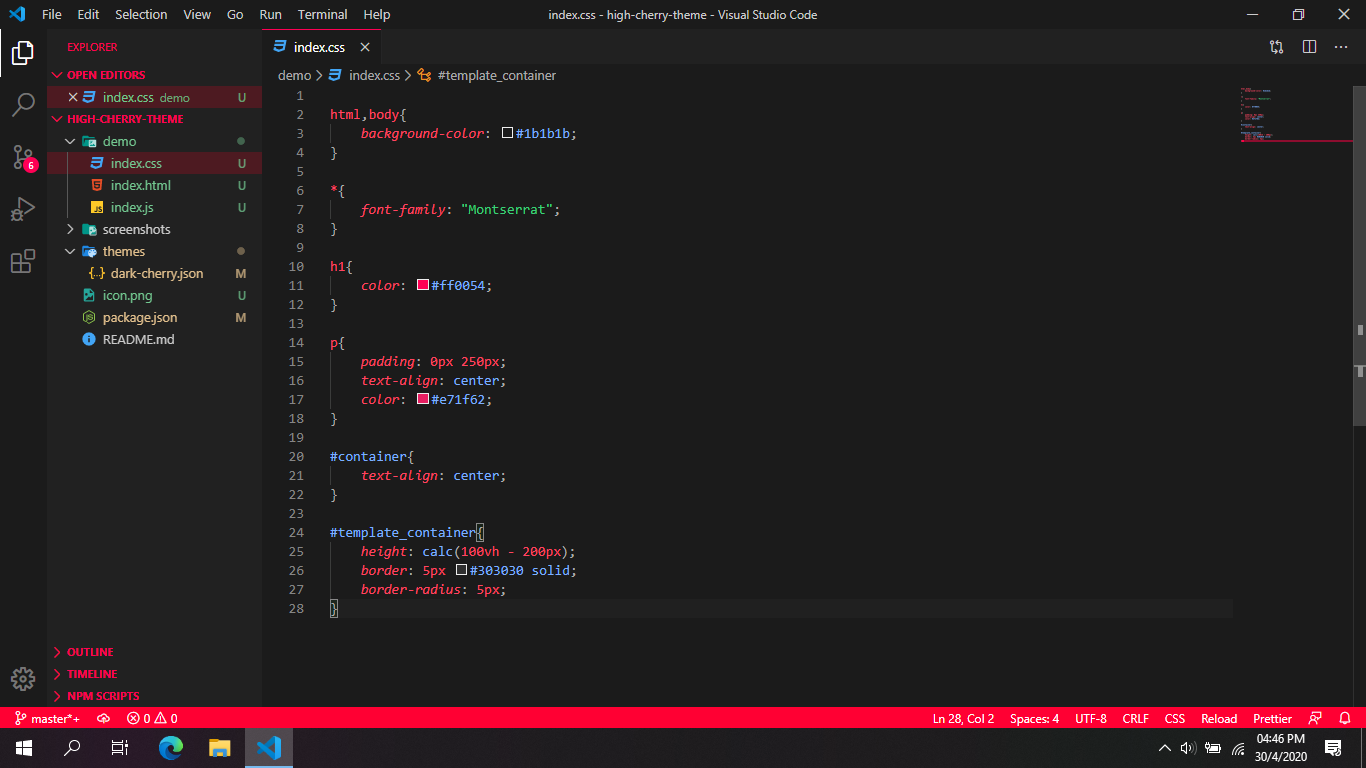 File Edit Selection View Go Run Terminal Help
index.css - high-cherry-theme - Visual Studio Code
EXPLORER
OPEN EDITORS
index.css demo U
HIGH-CHERRY-THEME
demo
index.css U
index.html U
JS index.js U
screenshots
themes
{..} dark-cherry.json M
icon.png U
package.json M
README.md
OUTLINE
TIMELINE
NPM SCRIPTS
6
index.css
demo > index.css > #template_container
1
2 html,body{
3 background-color: #1b1b1b;
4 }
5
6 *{
7 font-family: "Montserrat";
8 }
9
10 h1{
11 color: #ff0054;
12 }
13
14 p{
15 padding: 0px 250px;
16 text-align: center;
17 color: #e71f62;
18 }
19
20 #container{
21 text-align: center;
22 }
23
24 #template_container{
25 height: calc(100vh - 200px);
26 border: 5px #303030 solid;
27 border-radius: 5px;
28 }
master*+ 0 0 Ln 28, Col 2 Spaces: 4 UTF-8 CRLF CSS Reload Prettier
04:46 PM
30/4/2020